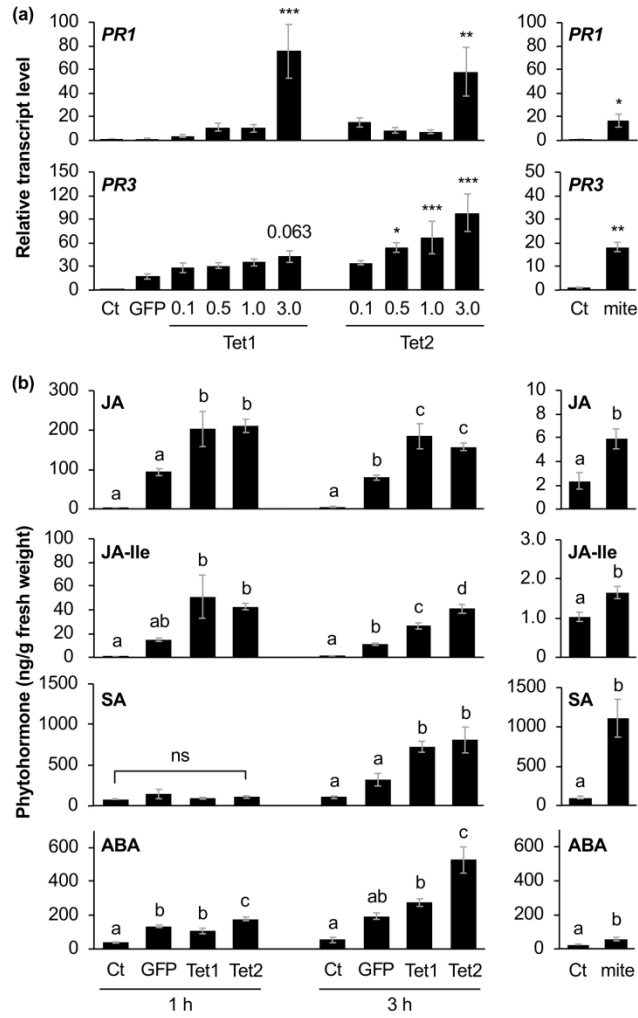 (a)
PR1
Relative transcript level
100
80
60
40
20
0
***
**
PR1
100
80
60
40
20
0
*
PR3
150
120
90
60
30
0
0.063
*
***
***
PR3
50
40
30
20
10
0
**
Ct GFP 0.1 0.5 1.0 3.0 0.1 0.5 1.0 3.0 Ct mite
Tet1 Tet2
(b)
Phytohormone (ng/g fresh weight)
JA
300
200
100
0
a a b b a b c c
JA
10
8
6
4
2
0
a b
JA-Ile
100
80
60
40
20
0
a ab b b a b c d
JA-Ile
3.0
2.0
1.0
0
a b
SA
1500
1000
500
0
ns
a a b b
SA
1500
1000
500
0
a b
ABA
600
400
200
0
a b b c a ab b c
ABA
600
400
200
0
a b
Ct GFP Tet1 Tet2 Ct GFP Tet1 Tet2 Ct mite
1 h 3 h